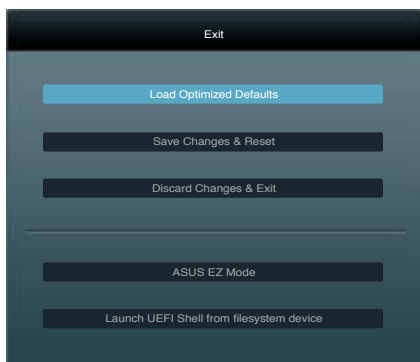 Exit
Load Optimized Defaults
Save Changes & Reset
Discard Changes & Exit
ASUS EZ Mode
Launch UEFI Shell from filesystem device